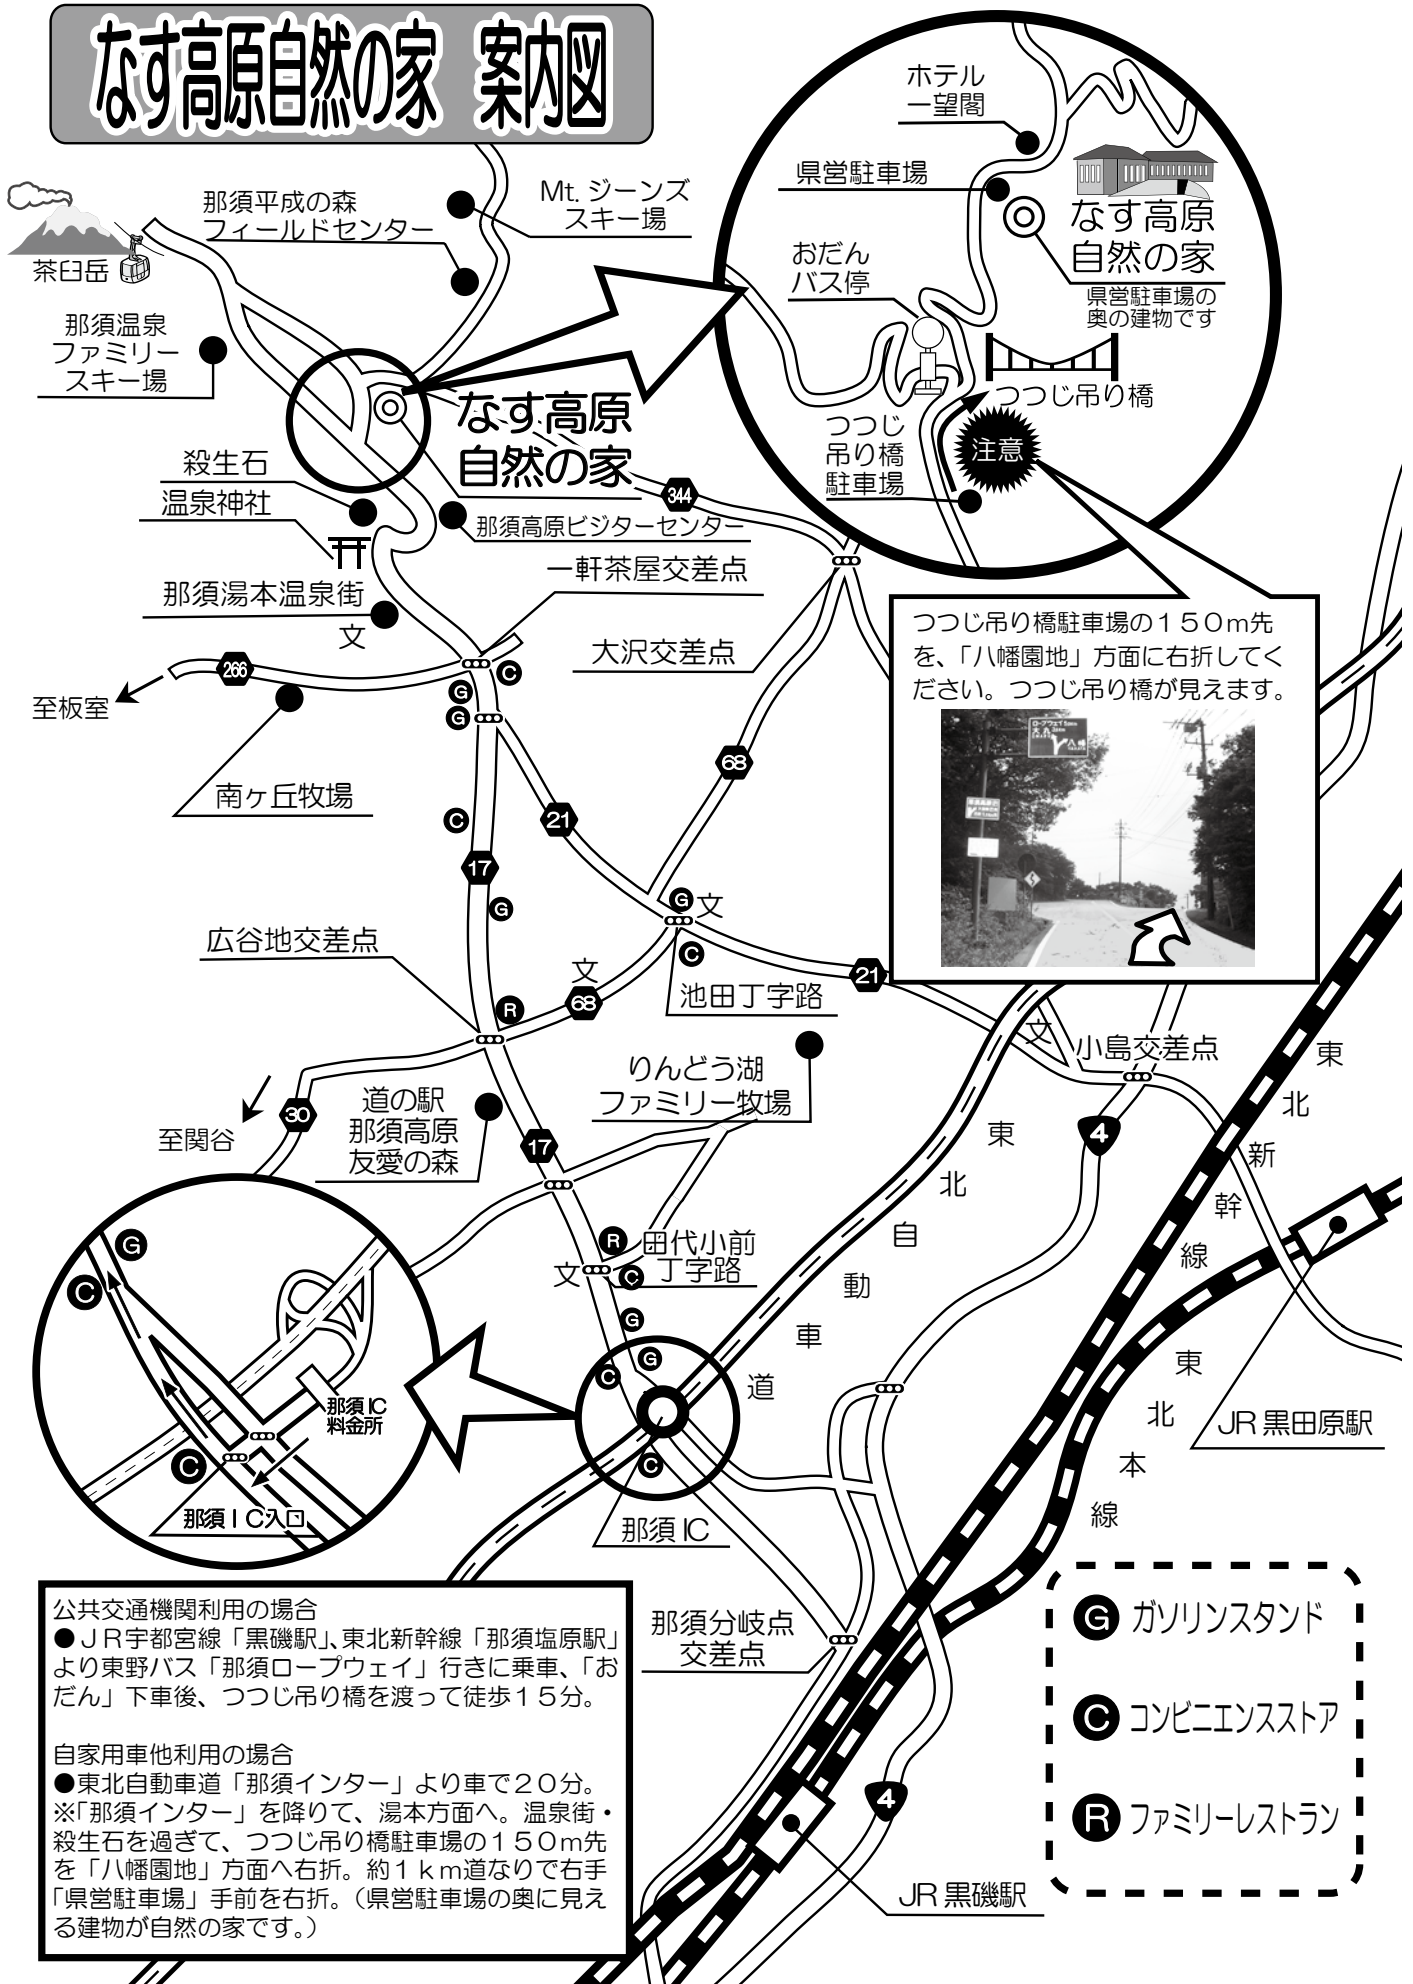 なす高原自然の家 案内図
ホテル
一望閣
県営駐車場
なす高原
自然の家
県営駐車場の
奥の建物です
おだん
バス停
つつじ吊り橋
つつじ
吊り橋
駐車場
注意
那須平成の森
フィールドセンター
Mt. ジーンズ
スキー場
茶臼岳
那須温泉
ファミリー
スキー場
なす高原
自然の家
殺生石
温泉神社
344
那須高原ビジターセンター
一軒茶屋交差点
那須湯本温泉街
文
大沢交差点
266
至板室
C
G
G
南ヶ丘牧場
68
C
21
17
G
つつじ吊り橋駐車場の150m先
を、「八幡園地」方面に右折してく
ださい。つつじ吊り橋が見えます。
G
文
C
広谷地交差点
文
68
池田丁字路
21
R
文
小島交差点
りんどう湖
ファミリー牧場
道の駅
那須高原
友愛の森
30
至関谷
17
4
東北新幹線
東北自動車道
東北本線
R
田代小前
丁字路
文
C
G
G
C
C
那須IC
G
C
那須IC
料金所
C
那須IC入口
JR 黒田原駅
那須分岐点
交差点
4
JR 黒磯駅
公共交通機関利用の場合
●JR宇都宮線「黒磯駅」、東北新幹線「那須塩原駅」
より東野バス「那須ロープウェイ」行きに乗車、「お
だん」下車後、つつじ吊り橋を渡って徒歩15分。
自家用車他利用の場合
●東北自動車道「那須インター」より車で20分。
※「那須インター」を降りて、湯本方面へ。温泉街・
殺生石を過ぎて、つつじ吊り橋駐車場の150m先
を「八幡園地」方面へ右折。約1km道なりで右手
「県営駐車場」手前を右折。（県営駐車場の奥に見え
る建物が自然の家です。）
G ガソリンスタンド
C コンビニエンスストア
R ファミリーレストラン